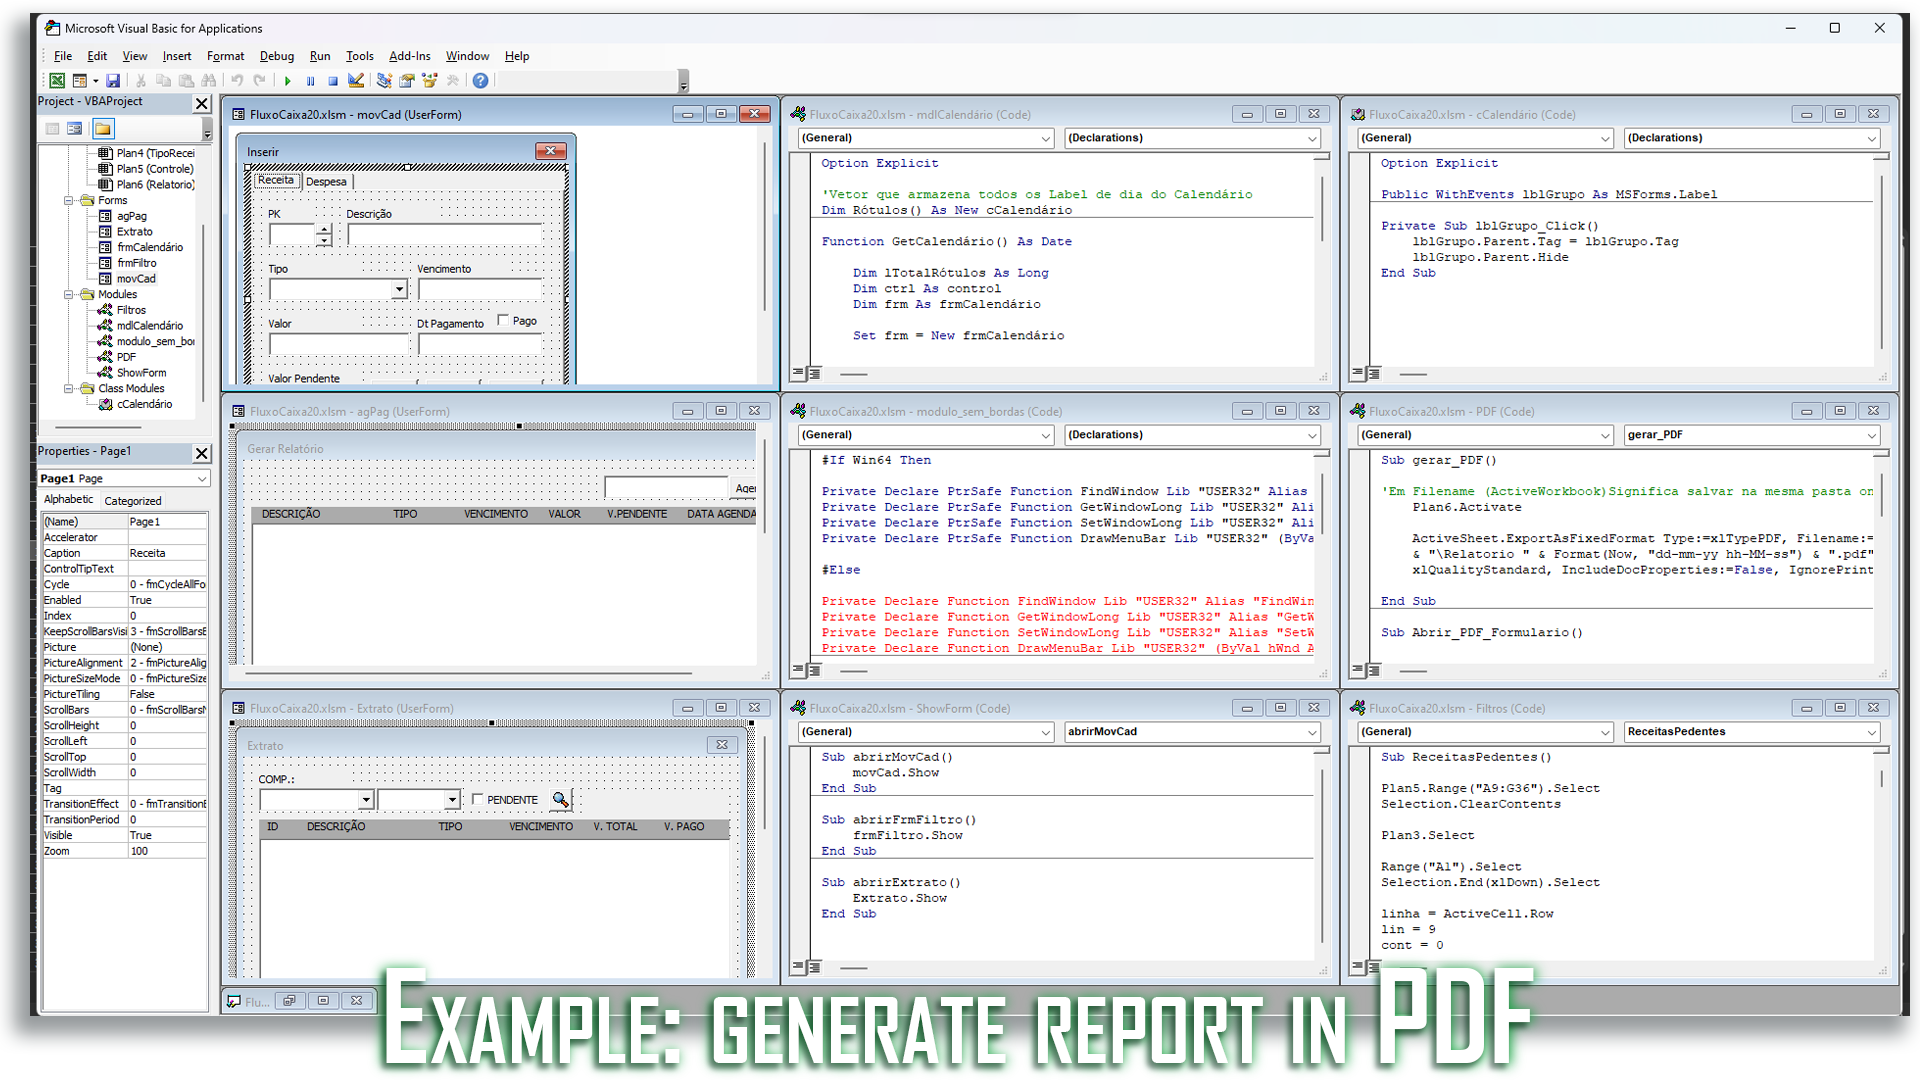 Microsoft Visual Basic for Applications
File Edit View Insert Format Debug Run Tools Add-Ins Window Help
Project - VBAProject
Plan4 (TipoRecei
Plan5 (Controle)
Plan6 (Relatorio)
Forms
agPag
Extrato
frmCalendário
frmFiltro
movCad
Modules
Filtros
mdlCalendário
modulo_sem_bor
PDF
ShowForm
Class Modules
cCalendário
Properties - Page1
Page1 Page
Alphabetic Categorized
(Name) Page1
Accelerator
Caption Receita
ControlTipText
Cycle 0 - fmCycleAllFo
Enabled True
Index 0
KeepScrollBarsVisi 3 - fmScrollBarsB
Picture (None)
PictureAlignment 2 - fmPictureAlig
PictureSizeMode 0 - fmPictureSize
PictureTiling False
ScrollBars 0 - fmScrollBarsN
ScrollHeight 0
ScrollLeft 0
ScrollTop 0
ScrollWidth 0
Tag
TransitionEffect 0 - fmTransitionE
TransitionPeriod 0
Visible True
Zoom 100
FluxoCaixa20.xlsm - movCad (UserForm)
Inserir
Receita Despesa
PK Descrição
Tipo Vencimento
Valor Dt Pagamento Pago
Valor Pendente
FluxoCaixa20.xlsm - mdlCalendário (Code)
(General) (Declarations)
Option Explicit
'Vetor que armazena todos os Label de dia do Calendário
Dim Rótulos() As New cCalendário
Function GetCalendário() As Date
Dim lTotalRótulos As Long
Dim ctrl As control
Dim frm As frmCalendário
Set frm = New frmCalendário
FluxoCaixa20.xlsm - cCalendário (Code)
(General) (Declarations)
Option Explicit
Public WithEvents lblGrupo As MSForms.Label
Private Sub lblGrupo_Click()
lblGrupo.Parent.Tag = lblGrupo.Tag
lblGrupo.Parent.Hide
End Sub
FluxoCaixa20.xlsm - agPag (UserForm)
Gerar Relatório
Agen
DESCRIÇÃO TIPO VENCIMENTO VALOR V.PENDENTE DATA AGENDA
FluxoCaixa20.xlsm - modulo_sem_bordas (Code)
(General) (Declarations)
#If Win64 Then
Private Declare PtrSafe Function FindWindow Lib "USER32" Alias
Private Declare PtrSafe Function GetWindowLong Lib "USER32" Ali
Private Declare PtrSafe Function SetWindowLong Lib "USER32" Ali
Private Declare PtrSafe Function DrawMenuBar Lib "USER32" (ByVa
#Else
Private Declare Function FindWindow Lib "USER32" Alias "FindWin
Private Declare Function GetWindowLong Lib "USER32" Alias "GetW
Private Declare Function SetWindowLong Lib "USER32" Alias "SetW
Private Declare Function DrawMenuBar Lib "USER32" (ByVal hWnd A
FluxoCaixa20.xlsm - PDF (Code)
(General) gerar_PDF
Sub gerar_PDF()
'Em Filename (ActiveWorkbook)Significa salvar na mesma pasta on
Plan6.Activate
ActiveSheet.ExportAsFixedFormat Type:=xlTypePDF, Filename:=
& "\Relatorio " & Format(Now, "dd-mm-yy hh-MM-ss") & ".pdf"
xlQualityStandard, IncludeDocProperties:=False, IgnorePrint
End Sub
Sub Abrir_PDF_Formulario()
FluxoCaixa20.xlsm - Extrato (UserForm)
Extrato
COMP.:
PENDENTE
ID DESCRIÇÃO TIPO VENCIMENTO V. TOTAL V. PAGO
FluxoCaixa20.xlsm - ShowForm (Code)
(General) abrirMovCad
Sub abrirMovCad()
movCad.Show
End Sub
Sub abrirFrmFiltro()
frmFiltro.Show
End Sub
Sub abrirExtrato()
Extrato.Show
End Sub
FluxoCaixa20.xlsm - Filtros (Code)
(General) ReceitasPedentes
Sub ReceitasPedentes()
Plan5.Range("A9:G36").Select
Selection.ClearContents
Plan3.Select
Range("A1").Select
Selection.End(xlDown).Select
linha = ActiveCell.Row
lin = 9
cont = 0
Flu...
Example: generate report in PDF